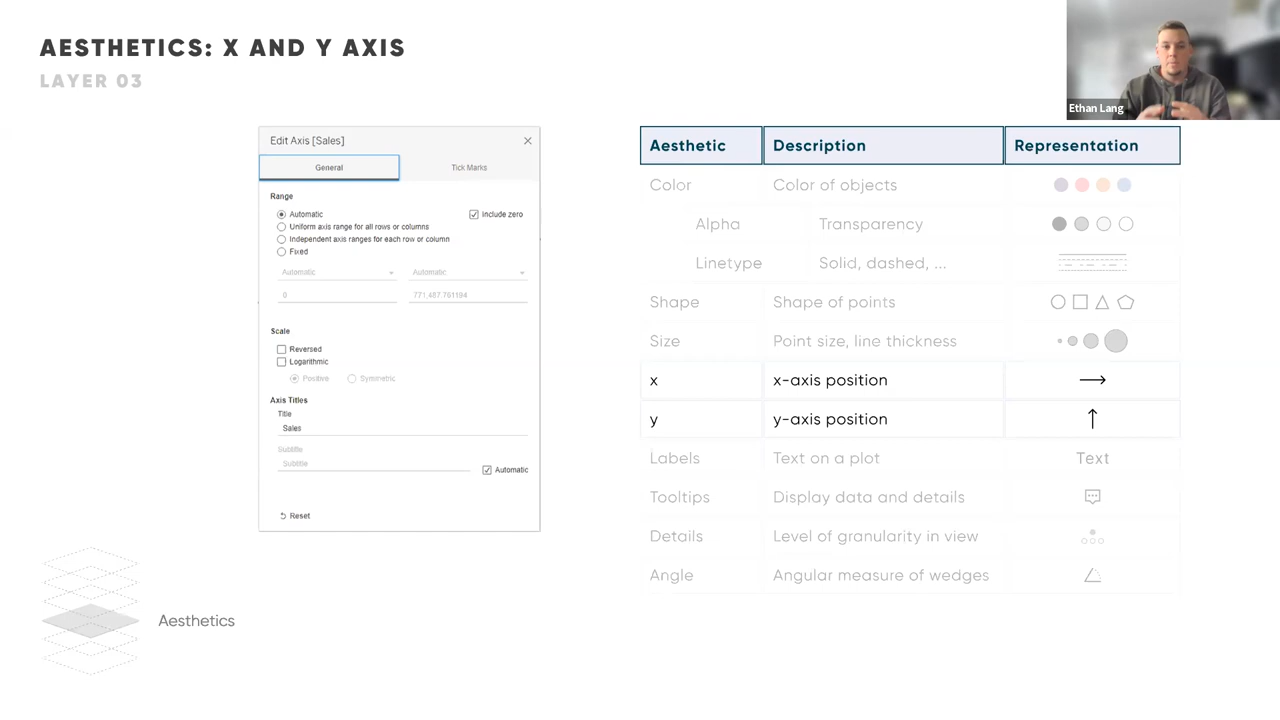 AESTHETICS: X AND Y AXIS
LAYER 03
Ethan Lang
Edit Axis [Sales]
General
Tick Marks
Range
Automatic
Include zero
Uniform axis range for all rows or columns
Independent axis ranges for each row or column
Fixed
Automatic
Automatic
0
771,487.761194
Scale
Reversed
Logarithmic
Positive
Symmetric
Axis Titles
Title
Sales
Subtitle
Subtitle
Automatic
Reset
Aesthetic Description Representation
Color Color of objects
Alpha Transparency
Linetype Solid, dashed, ...
Shape Shape of points
Size Point size, line thickness
x x-axis position
y y-axis position
Labels Text on a plot Text
Tooltips Display data and details
Details Level of granularity in view
Angle Angular measure of wedges
Aesthetics